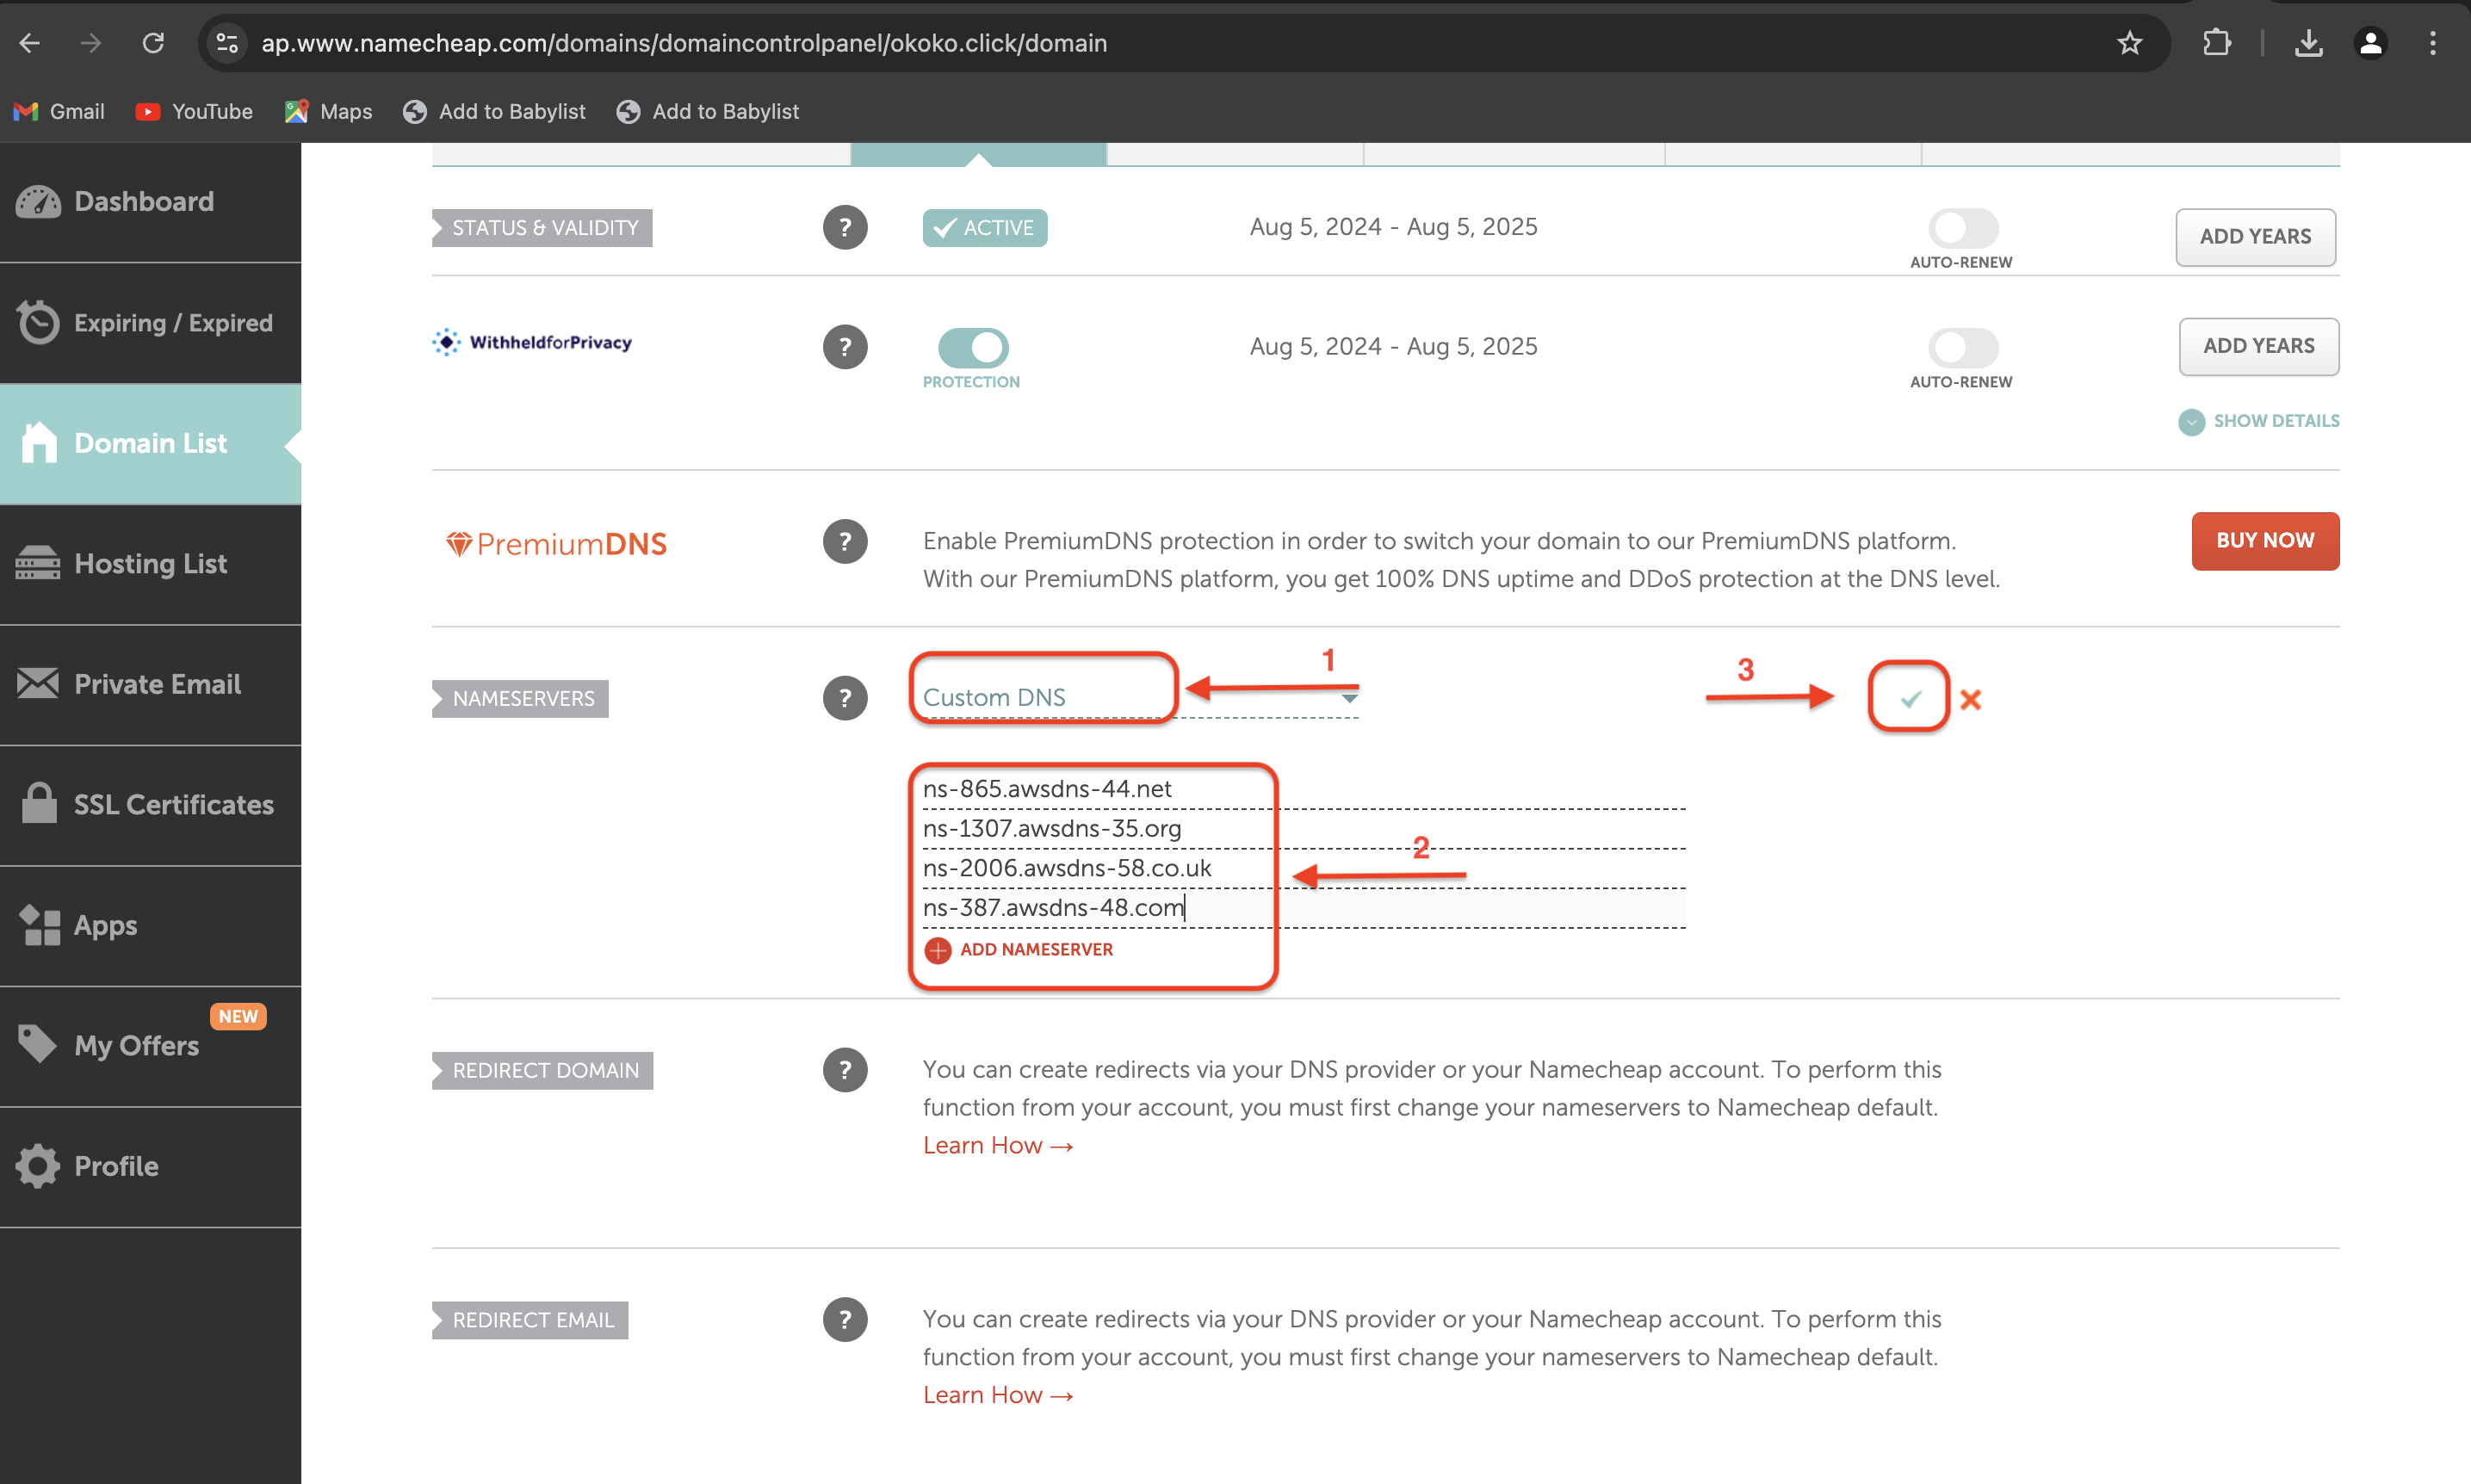 ap.www.namecheap.com/domains/domaincontrolpanel/okoko.click/domain
Gmail YouTube Maps Add to Babylist Add to Babylist
Dashboard
Expiring / Expired
Domain List
Hosting List
Private Email
SSL Certificates
Apps
NEW
My Offers
Profile
STATUS & VALIDITY ? ACTIVE Aug 5, 2024 - Aug 5, 2025 AUTO-RENEW ADD YEARS
WithheldforPrivacy ? PROTECTION Aug 5, 2024 - Aug 5, 2025 AUTO-RENEW ADD YEARS
SHOW DETAILS
PremiumDNS ? Enable PremiumDNS protection in order to switch your domain to our PremiumDNS platform.
With our PremiumDNS platform, you get 100% DNS uptime and DDoS protection at the DNS level.
BUY NOW
NAMESERVERS ? Custom DNS 1 3
ns-865.awsdns-44.net
ns-1307.awsdns-35.org
2
ns-2006.awsdns-58.co.uk
ns-387.awsdns-48.com
ADD NAMESERVER
REDIRECT DOMAIN ? You can create redirects via your DNS provider or your Namecheap account. To perform this
function from your account, you must first change your nameservers to Namecheap default.
Learn How →
REDIRECT EMAIL ? You can create redirects via your DNS provider or your Namecheap account. To perform this
function from your account, you must first change your nameservers to Namecheap default.
Learn How →